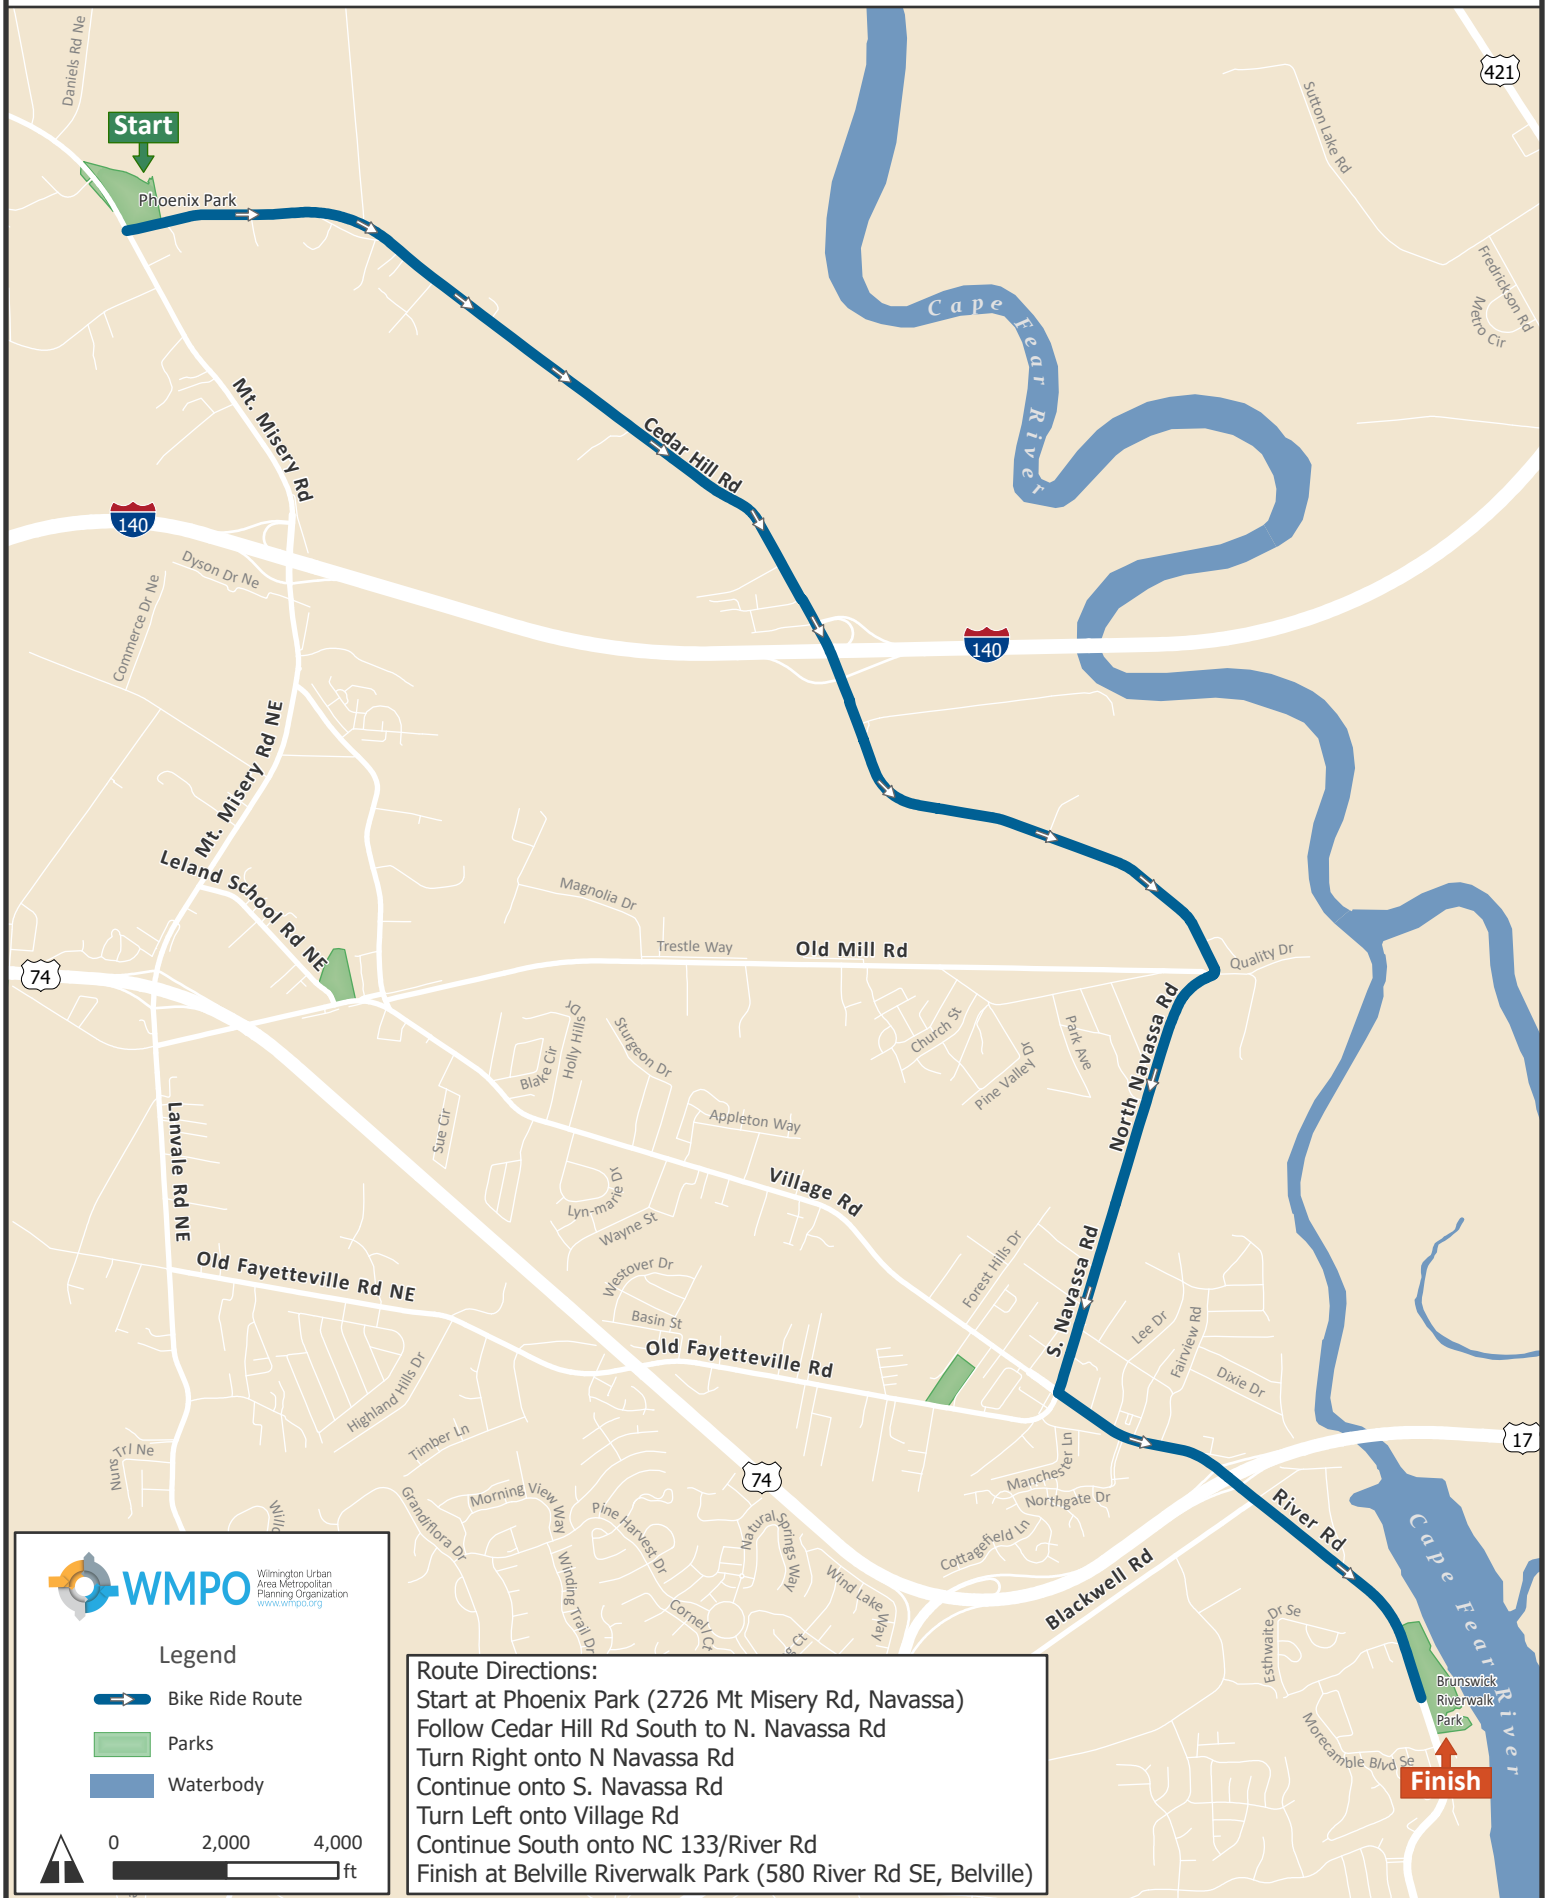 Daniels Rd Ne
421
Start
Sutton Lake Rd
Phoenix Park
Fredrickson Rd
Metro Cir
Cape Fear River
Mt. Misery Rd
Cedar Hill Rd
140
Dyson Dr Ne
Commerce Dr Ne
140
Mt. Misery Rd NE
Leland School Rd NE
Magnolia Dr
Trestle Way
Old Mill Rd
Quality Dr
74
North Navassa Rd
Holly Hills Dr
Sturgeon Dr
Church St
Park Ave
Pine Valley Dr
Blake Cir
Sue Cir
Appleton Way
Lanvale Rd NE
Village Rd
Lyn-marie Dr
Wayne St
Forest Hills Dr
S. Navassa Rd
Old Fayetteville Rd NE
Westover Dr
Basin St
Lee Dr
Fairview Rd
Old Fayetteville Rd
Dixie Dr
Highland Hills Dr
Timber Ln
Nuns Trl Ne
17
Manchester Ln
74
Northgate Dr
Morning View Way
Grandiflora Dr
Pine Harvest Dr
Natural Springs Way
Willo
River Rd
Cottagefield Ln
Blackwell Rd
Winding Trail Dr
Wind Lake Way
Cornell Ct
g Ct
Cape Fear River
Esthwaite Dr Se
Brunswick
Riverwalk
Park
Morecamble Blvd Se
Finish
WMPO
Wilmington Urban
Area Metropolitan
Planning Organization
www.wmpo.org
Legend
Bike Ride Route
Parks
Waterbody
0 2,000 4,000
ft
Route Directions:
Start at Phoenix Park (2726 Mt Misery Rd, Navassa)
Follow Cedar Hill Rd South to N. Navassa Rd
Turn Right onto N Navassa Rd
Continue onto S. Navassa Rd
Turn Left onto Village Rd
Continue South onto NC 133/River Rd
Finish at Belville Riverwalk Park (580 River Rd SE, Belville)